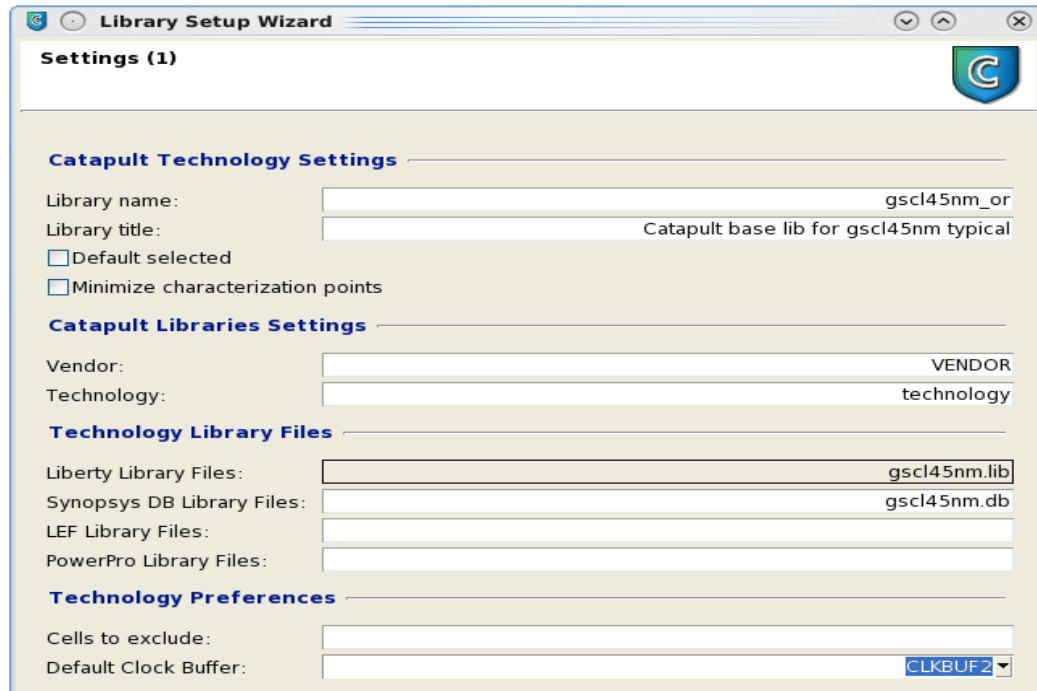 Library Setup Wizard
Settings (1)
Catapult Technology Settings
Library name: gscl45nm_or
Library title: Catapult base lib for gscl45nm typical
Default selected
Minimize characterization points
Catapult Libraries Settings
Vendor: VENDOR
Technology: technology
Technology Library Files
Liberty Library Files: gscl45nm.lib
Synopsys DB Library Files: gscl45nm.db
LEF Library Files:
PowerPro Library Files:
Technology Preferences
Cells to exclude:
Default Clock Buffer: CLKBUF2